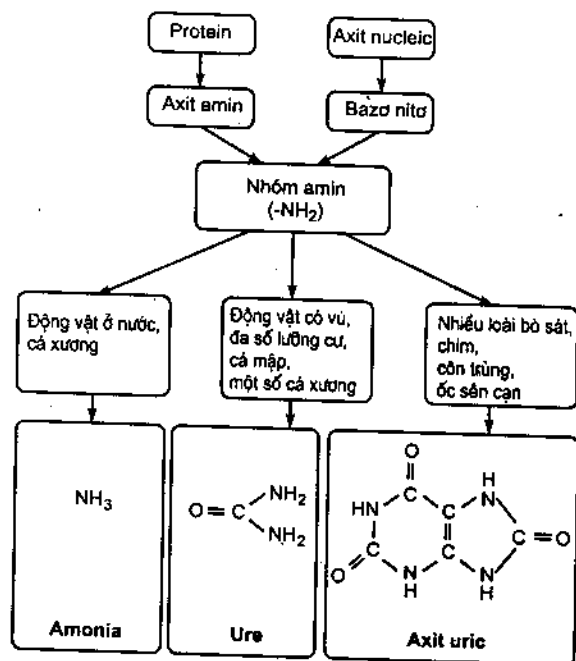 Protein
Axit nucleic
Axit amin
Bazơ nitơ
Nhóm amin
(-NH₂)
Động vật ở nước,
cá xương
Động vật có vú,
đa số lưỡng cư,
cá mập,
một số cá xương
Nhiều loài bò sát,
chim,
côn trùng,
ốc sên cạn
NH₃
O=C
NH₂
NH₂
O
HN
C
C
C
O
N
H
C
N
H
N
H
C=O
Amonia
Ure
Axit uric